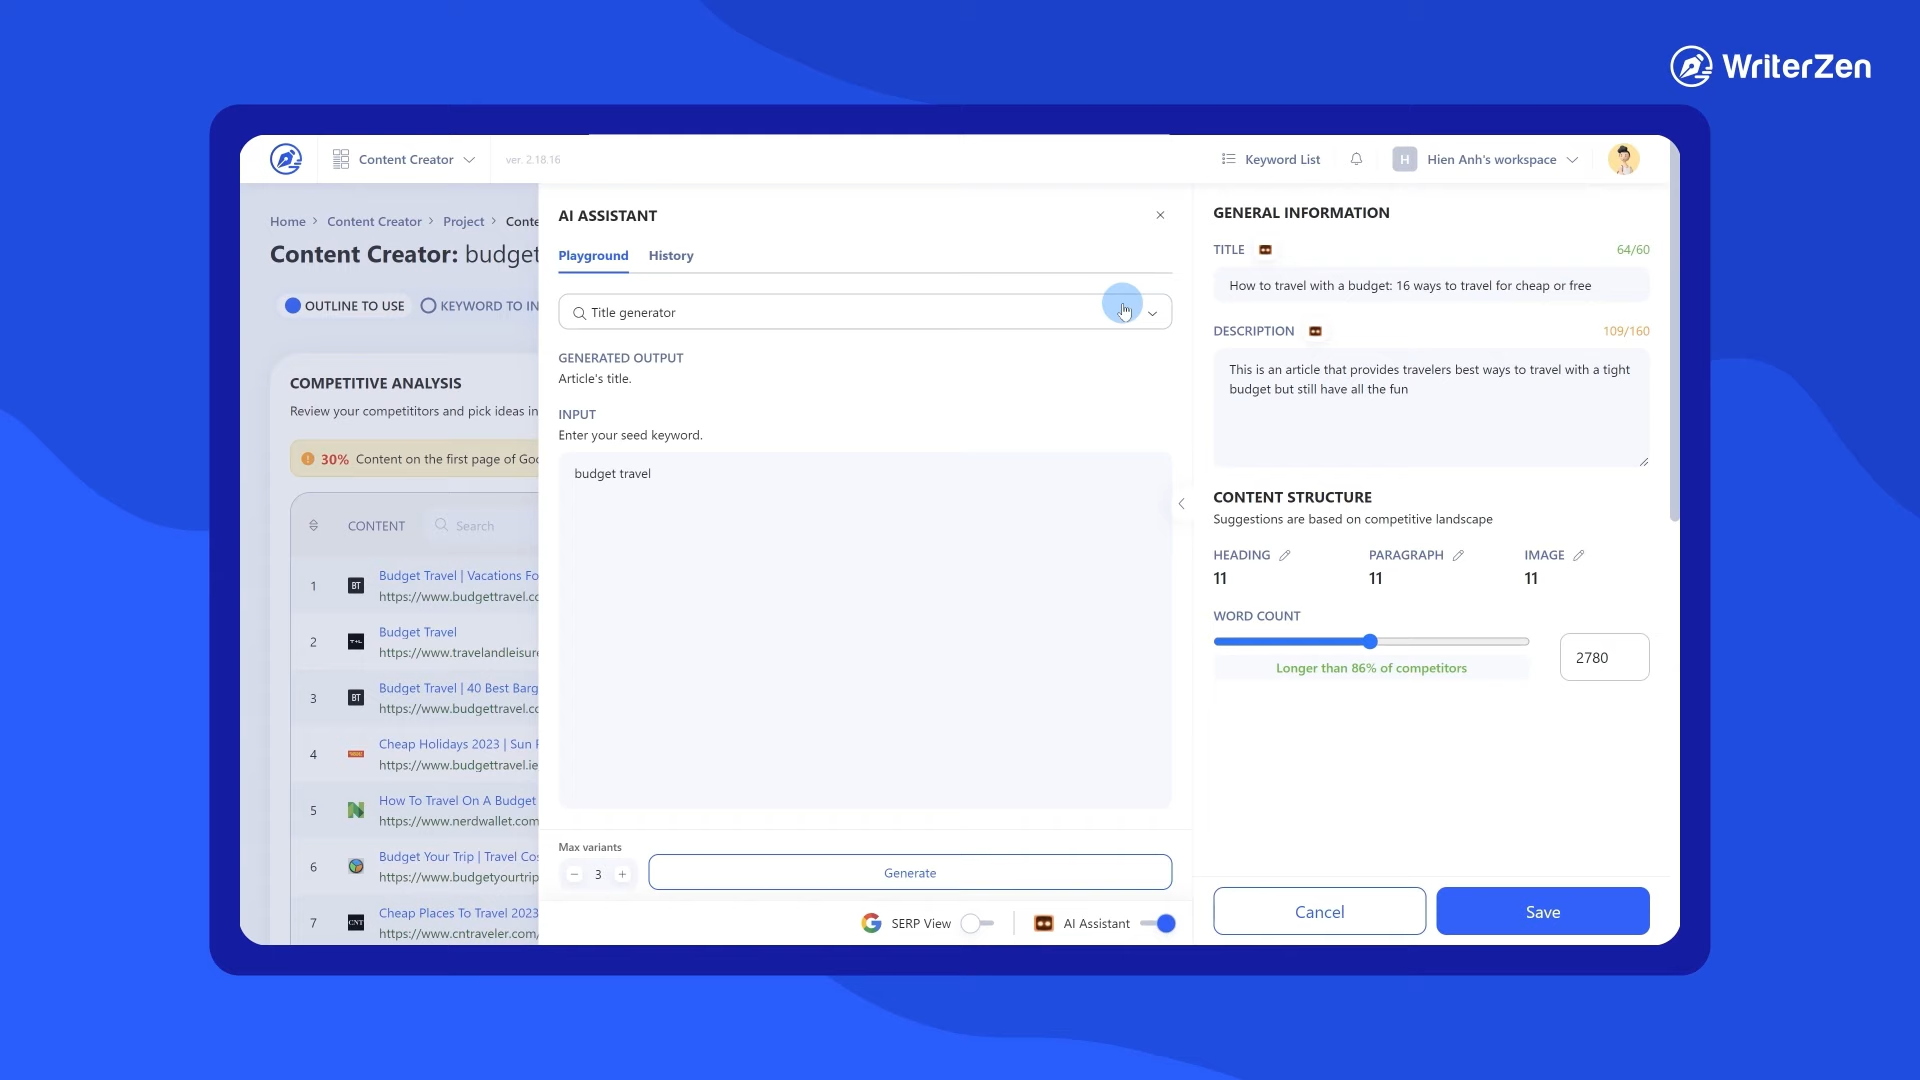 WriterZen
Content Creator
ver. 2.18.16
Keyword List
H
Hien Anh's workspace
Home
Content Creator
Project
Conte
Content Creator: budget
OUTLINE TO USE
KEYWORD TO IN
COMPETITIVE ANALYSIS
Review your competititors and pick ideas in
30% Content on the first page of Goo
CONTENT
Search
1
BT
Budget Travel | Vacations Fo
https://www.budgettravel.co
2
T+L
Budget Travel
https://www.travelandleisure
3
BT
Budget Travel | 40 Best Barg
https://www.budgettravel.co
4
Cheap Holidays 2023 | Sun
https://www.budgettravel.ie
5
How To Travel On A Budget
https://www.nerdwallet.com
6
Budget Your Trip | Travel Cos
https://www.budgetyourtrip
7
CNT
Cheap Places To Travel 2023
https://www.cntraveler.com/
AI ASSISTANT
Playground
History
Title generator
GENERATED OUTPUT
Article's title.
INPUT
Enter your seed keyword.
budget travel
Max variants
3
Generate
SERP View
AI Assistant
GENERAL INFORMATION
TITLE
64/60
How to travel with a budget: 16 ways to travel for cheap or free
DESCRIPTION
109/160
This is an article that provides travelers best ways to travel with a tight
budget but still have all the fun
CONTENT STRUCTURE
Suggestions are based on competitive landscape
HEADING
PARAGRAPH
IMAGE
11
11
11
WORD COUNT
2780
Longer than 86% of competitors
Cancel
Save